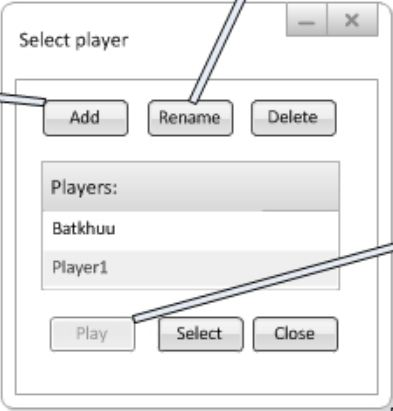 Select player
Add Rename Delete
Players:
Batkhuu
Player1
Play Select Close